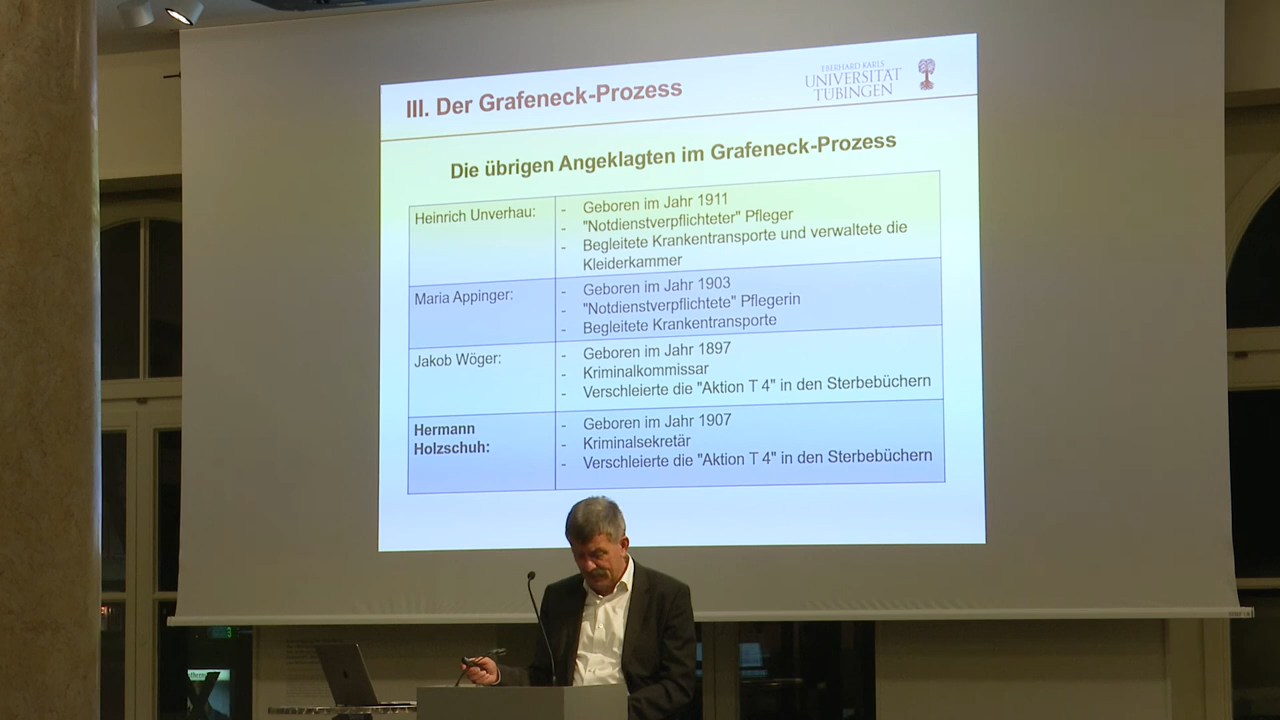 III. Der Grafeneck-Prozess
EBERHARD KARLS
UNIVERSITÄT
TÜBINGEN
Die übrigen Angeklagten im Grafeneck-Prozess
Heinrich Unverhau:
- Geboren im Jahr 1911
- "Notdienstverpflichteter" Pfleger
- Begleitete Krankentransporte und verwaltete die
Kleiderkammer
Maria Appinger:
- Geboren im Jahr 1903
- "Notdienstverpflichtete" Pflegerin
- Begleitete Krankentransporte
Jakob Wöger:
- Geboren im Jahr 1897
- Kriminalkommissar
- Verschleierte die "Aktion T 4" in den Sterbebüchern
Hermann
Holzschuh:
- Geboren im Jahr 1907
- Kriminalsekretär
- Verschleierte die "Aktion T 4" in den Sterbebüchern